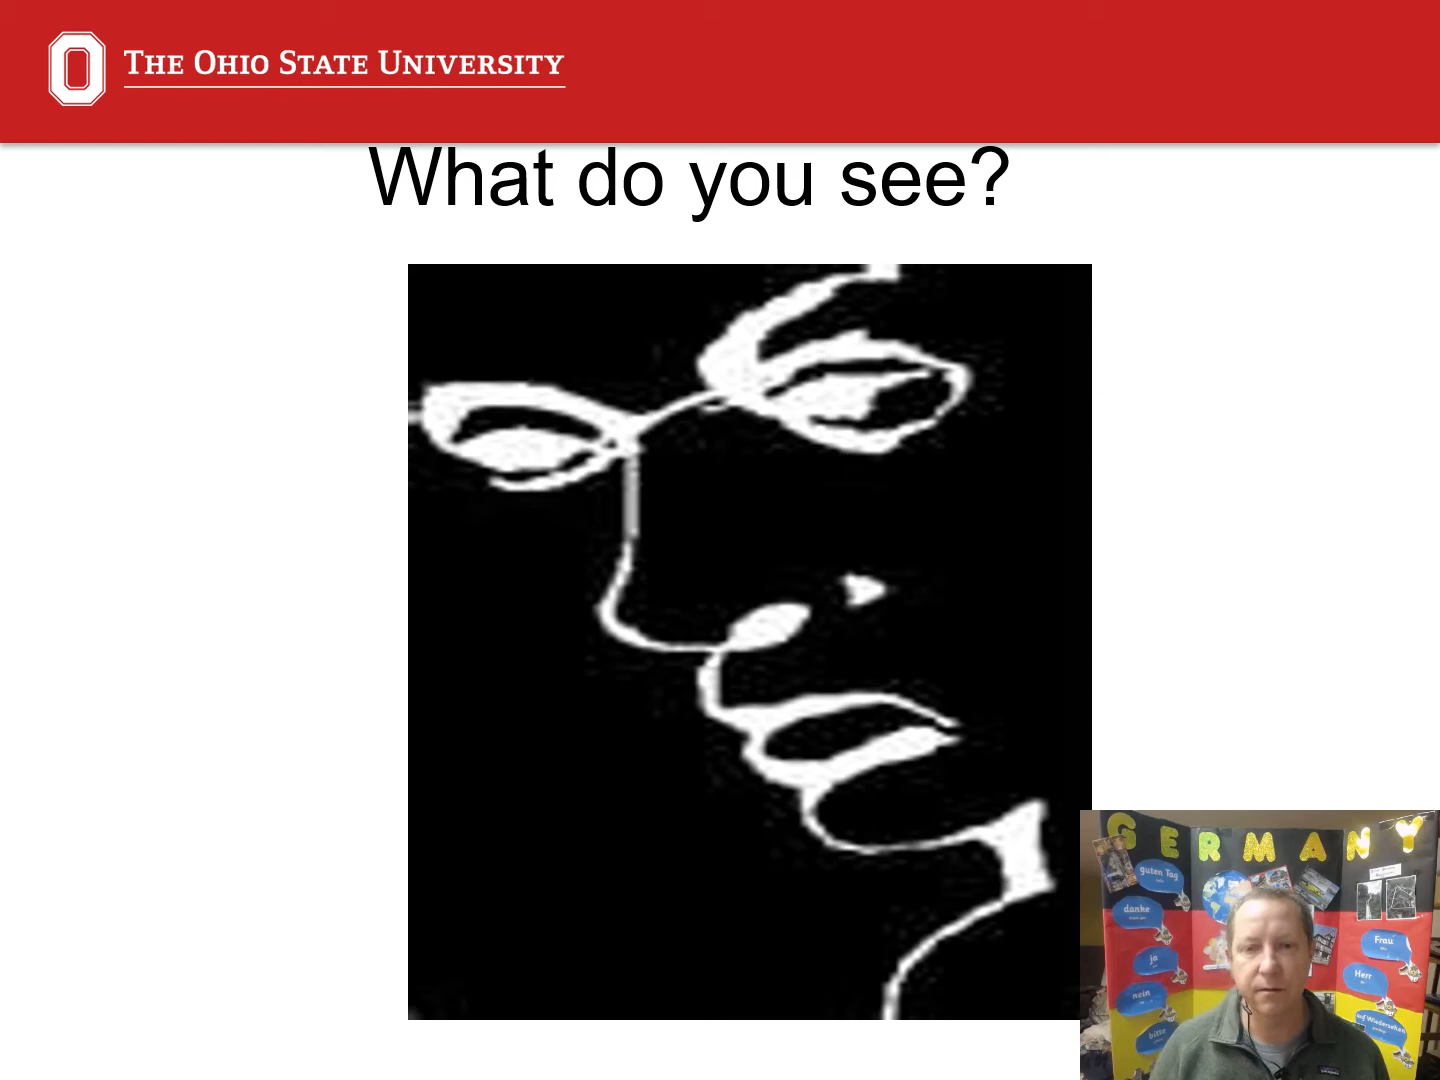 THE OHIO STATE UNIVERSITY
What do you see?
GERMANY
guten Tag
danke
ja
nein
bitte
Frau
Herr
auf Wiedersehen